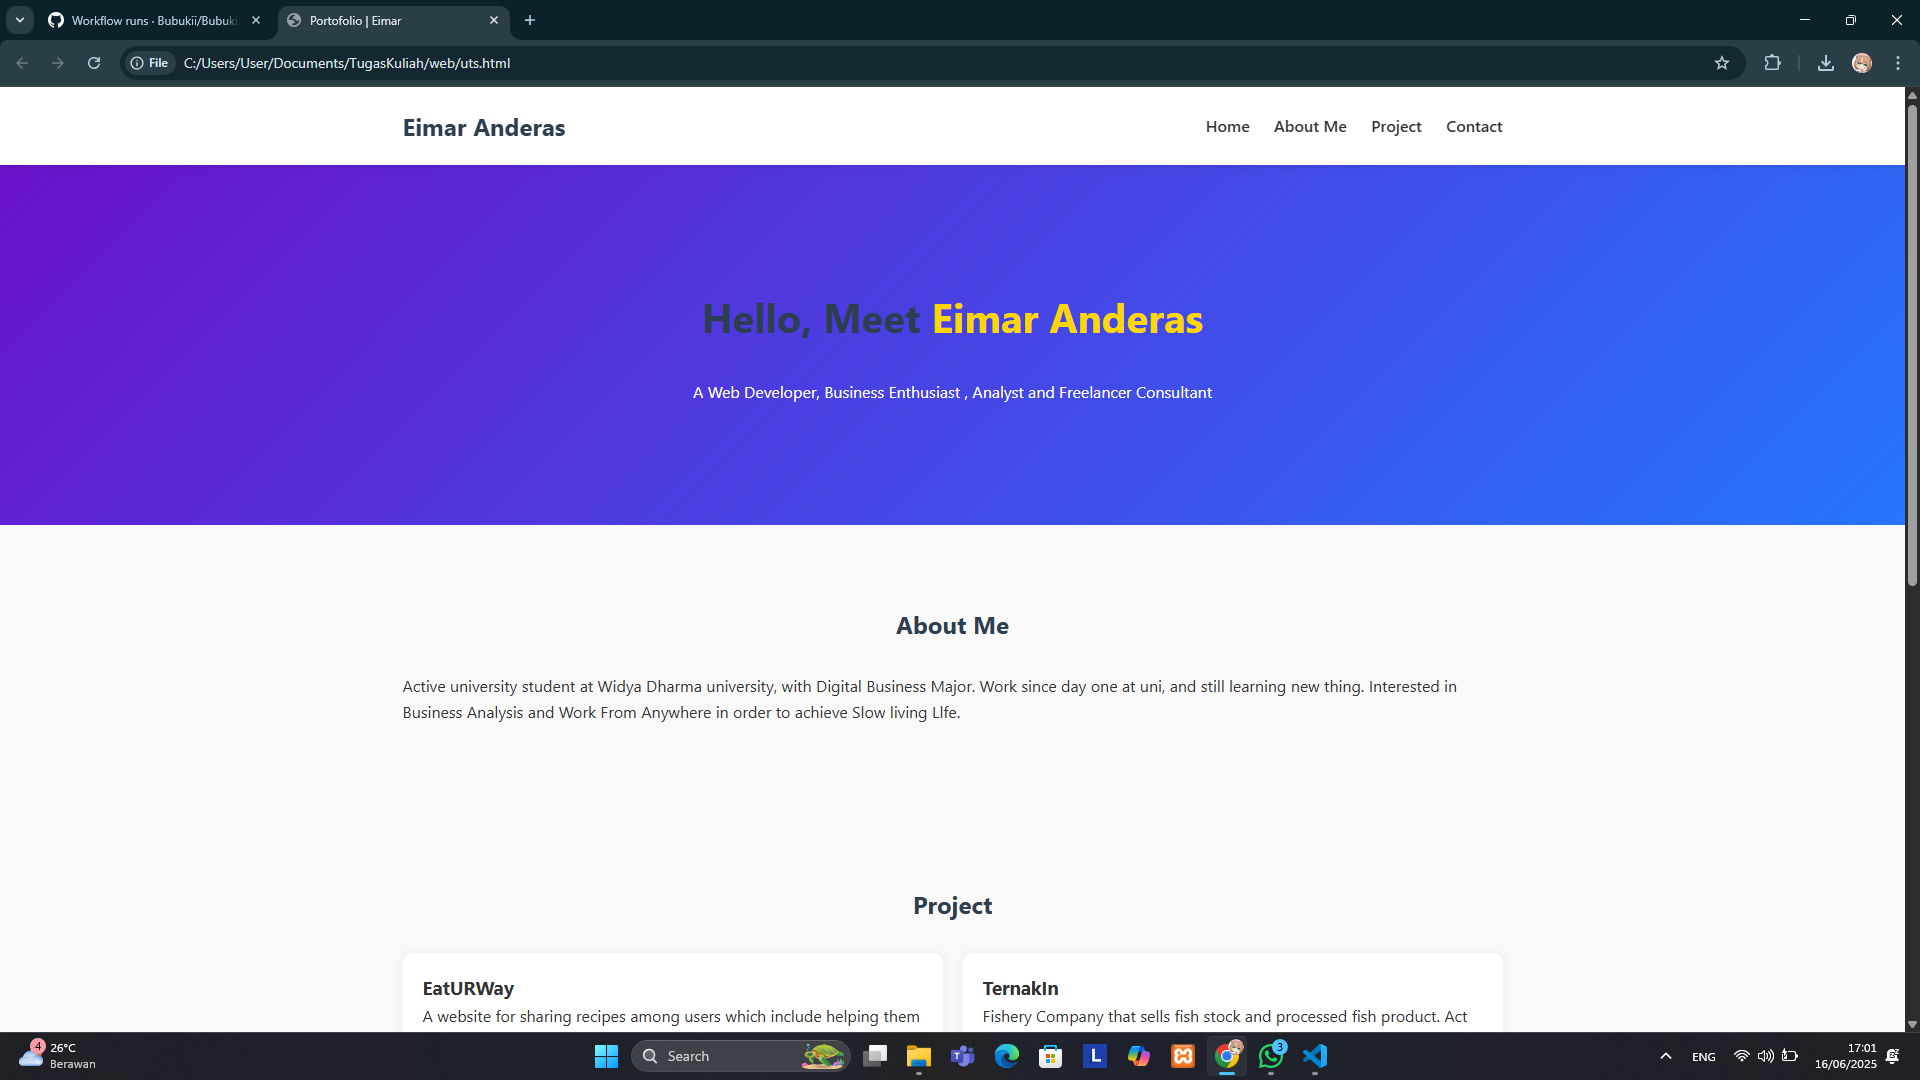 Workflow runs · Bubukii/Bubuki
Portofolio | Eimar
File
C:/Users/User/Documents/TugasKuliah/web/uts.html
Eimar Anderas
Home
About Me
Project
Contact
Hello, Meet Eimar Anderas
A Web Developer, Business Enthusiast , Analyst and Freelancer Consultant
About Me
Active university student at Widya Dharma university, with Digital Business Major. Work since day one at uni, and still learning new thing. Interested in
Business Analysis and Work From Anywhere in order to achieve Slow living LIfe.
Project
EatURWay
A website for sharing recipes among users which include helping them
TernakIn
Fishery Company that sells fish stock and processed fish product. Act
4
26°C
Berawan
Search
L
3
ENG
17:01
16/06/2025